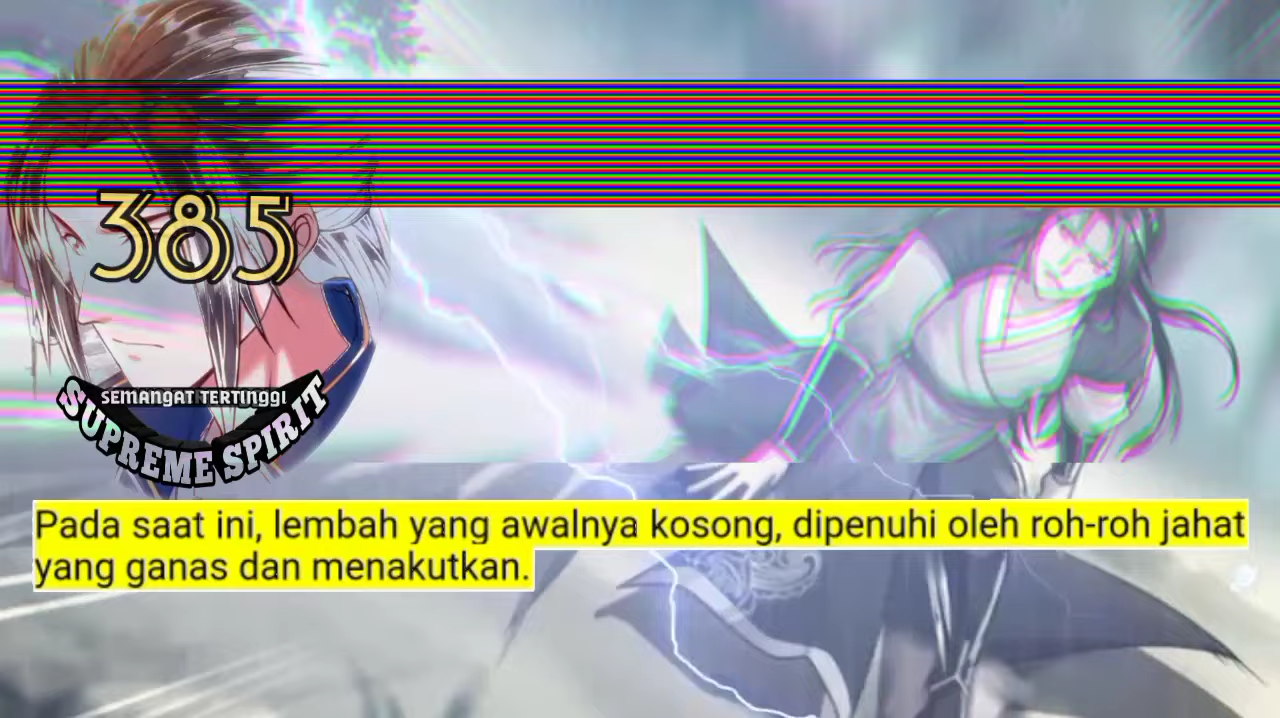 385
SEMANGAT TERTINGGI
SUPREME SPIRIT
Pada saat ini, lembah yang awalnya kosong, dipenuhi oleh roh-roh jahat
yang ganas dan menakutkan.